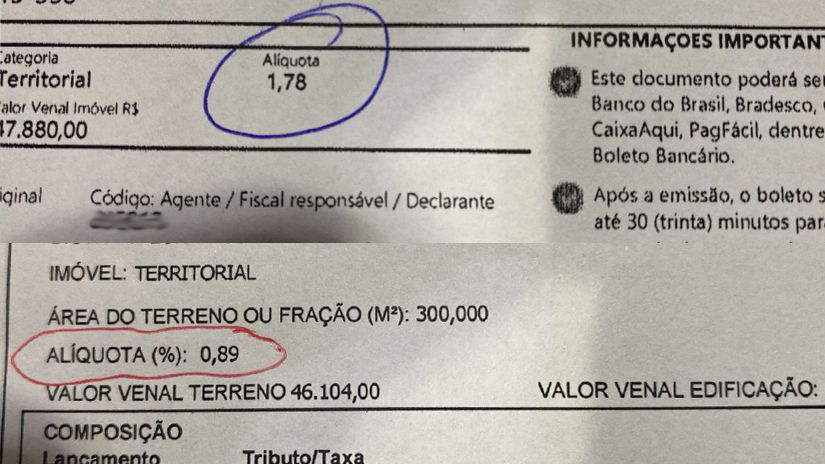 Categoria
Alíquota
Territorial
1,78
Valor Venal Imóvel R$
47.880,00
INFORMAÇOES IMPORTANT
Este documento poderá se
Banco do Brasil, Bradesco,
CaixaAqui, PagFácil, dentre
Boleto Bancário.
iginal
Código: Agente / Fiscal responsável / Declarante
Após a emissão, o boleto s
até 30 (trinta) minutos par
IMÓVEL: TERRITORIAL
ÁREA DO TERRENO OU FRAÇÃO (M²): 300,000
ALÍQUOTA (%): 0,89
VALOR VENAL TERRENO 46.104,00
VALOR VENAL EDIFICAÇÃO:
COMPOSIÇÃO
Lançamento
Tributo/Taxa